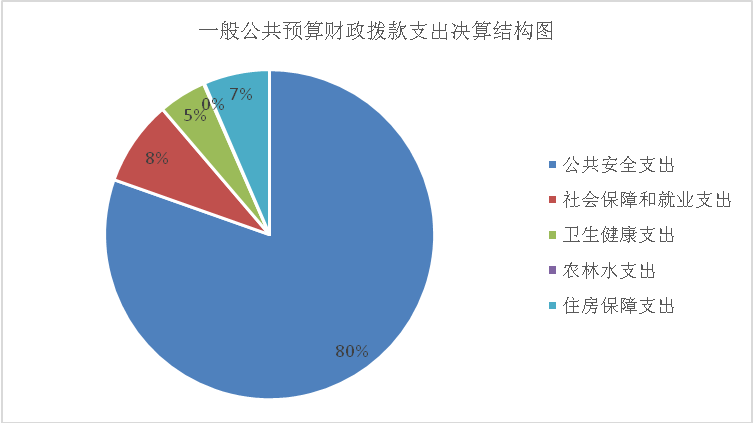 一般公共预算财政拨款支出决算结构图
7%
0%
5%
8%
80%
公共安全支出
社会保障和就业支出
卫生健康支出
农林水支出
住房保障支出